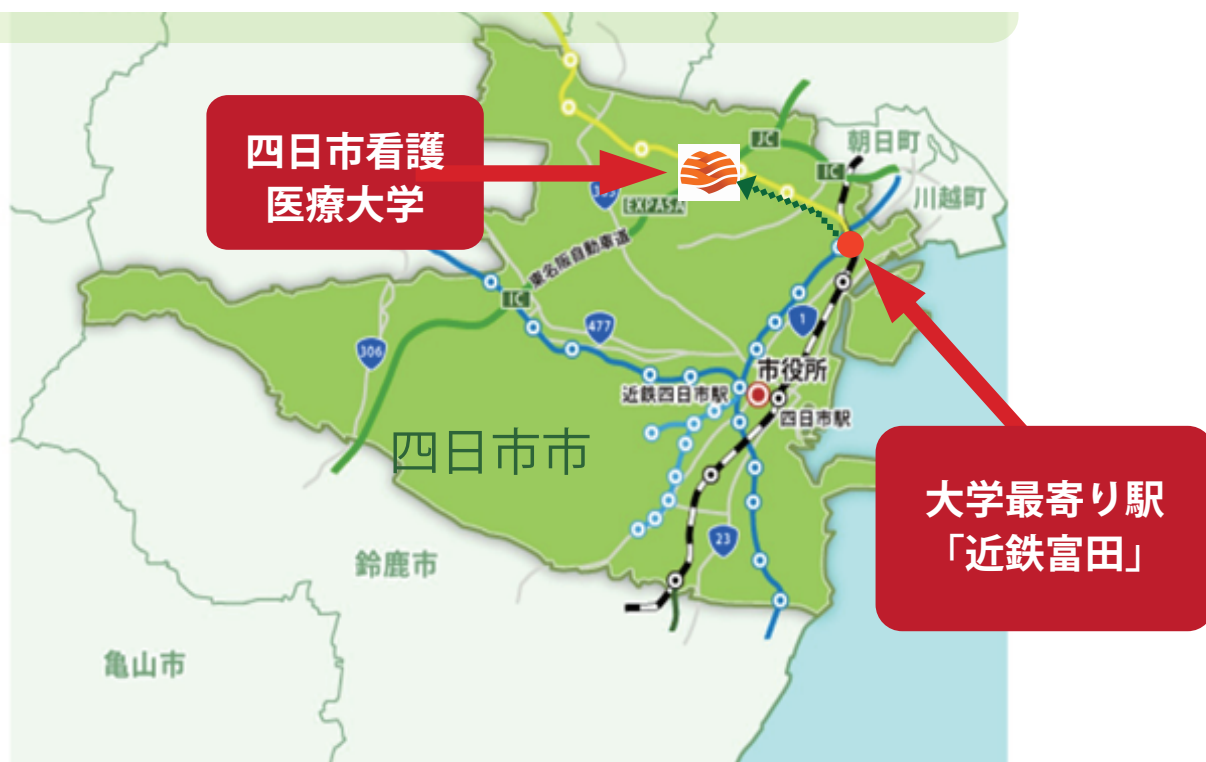 四日市看護
医療大学
JC
朝日町
IC
川越町
EXPASA
東名阪自動車道
IC
477
1
306
市役所
近鉄四日市駅
四日市駅
四日市市
大学最寄り駅
「近鉄富田」
23
鈴鹿市
亀山市